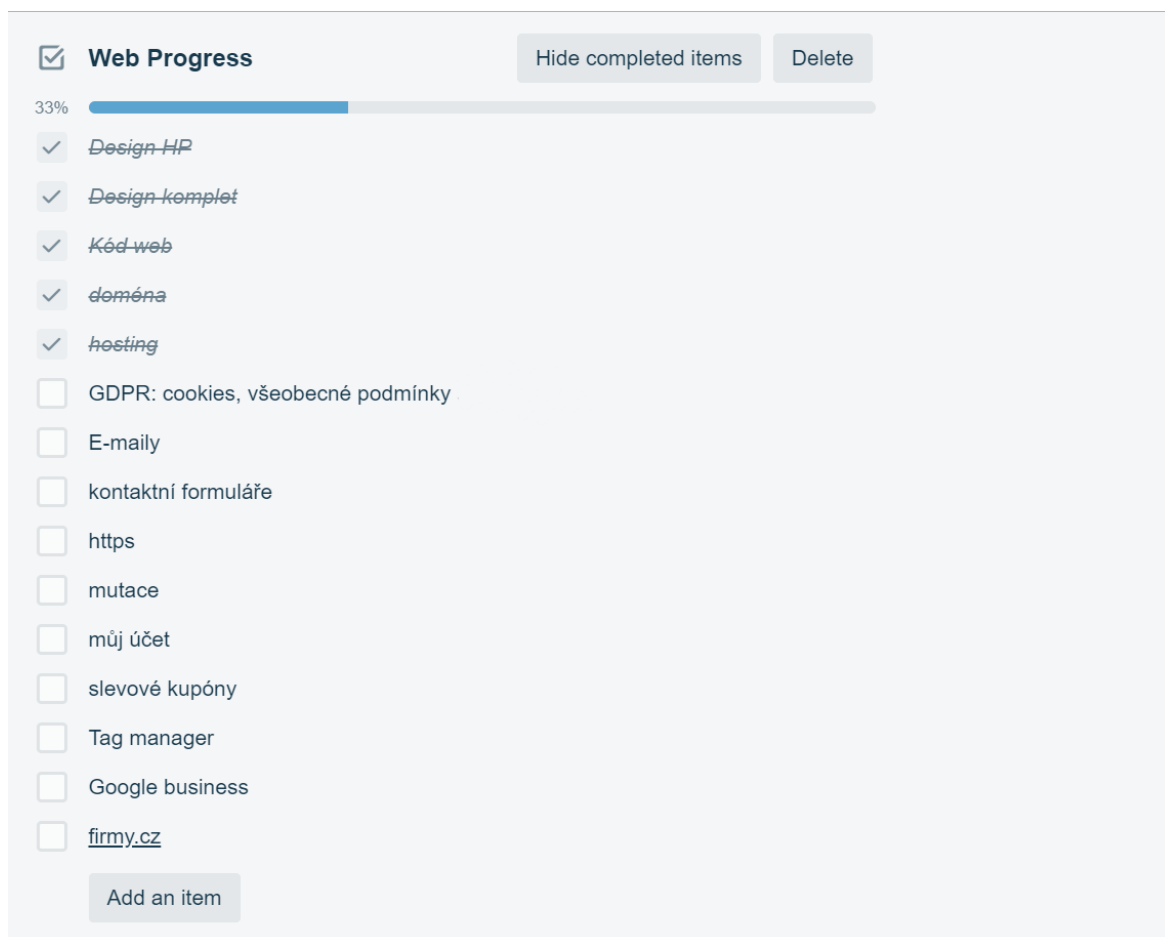 Web Progress
Hide completed items
Delete
33%
Design HP
Design komplet
Kód web
doména
hosting
GDPR: cookies, všeobecné podmínky
E-maily
kontaktní formuláře
https
mutace
můj účet
slevové kupóny
Tag manager
Google business
firmy.cz
Add an item